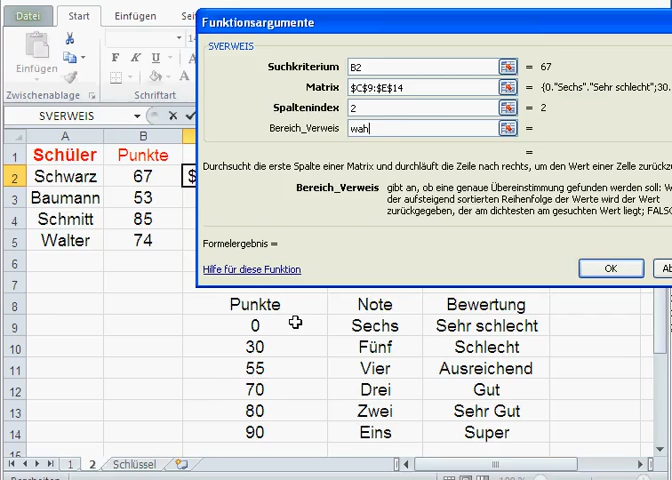 Datei Einfügen Sei
Funktionsargumente
SVERWEIS
Suchkriterium B2 = 67
Matrix $C$9:$E$14 = {0."Sechs"."Sehr schlecht";30.
Spaltenindex 2 = 2
Bereich_Verweis wah =
=
Durchsucht die erste Spalte einer Matrix und durchläuft die Zeile nach rechts, um den Wert einer Zelle zurückzu
Bereich_Verweis gibt an, ob eine genaue Übereinstimmung gefunden werden soll: W
der aufsteigend sortierten Reihenfolge der Werte wird der Wert
zurückgegeben, der am dichtesten am gesuchten Wert liegt; FALSC
Formelergebnis =
Hilfe für diese Funktion OK Ab
Einfügen F K U
Zwischenablage
SVERWEIS
A B
1 Schüler Punkte
2 Schwarz 67 $
3 Baumann 53
4 Schmitt 85
5 Walter 74
6
7
8 Punkte Note Bewertung
9 0 Sechs Sehr schlecht
10 30 Fünf Schlecht
11 55 Vier Ausreichend
12 70 Drei Gut
13 80 Zwei Sehr Gut
14 90 Eins Super
1 2 Schlüssel